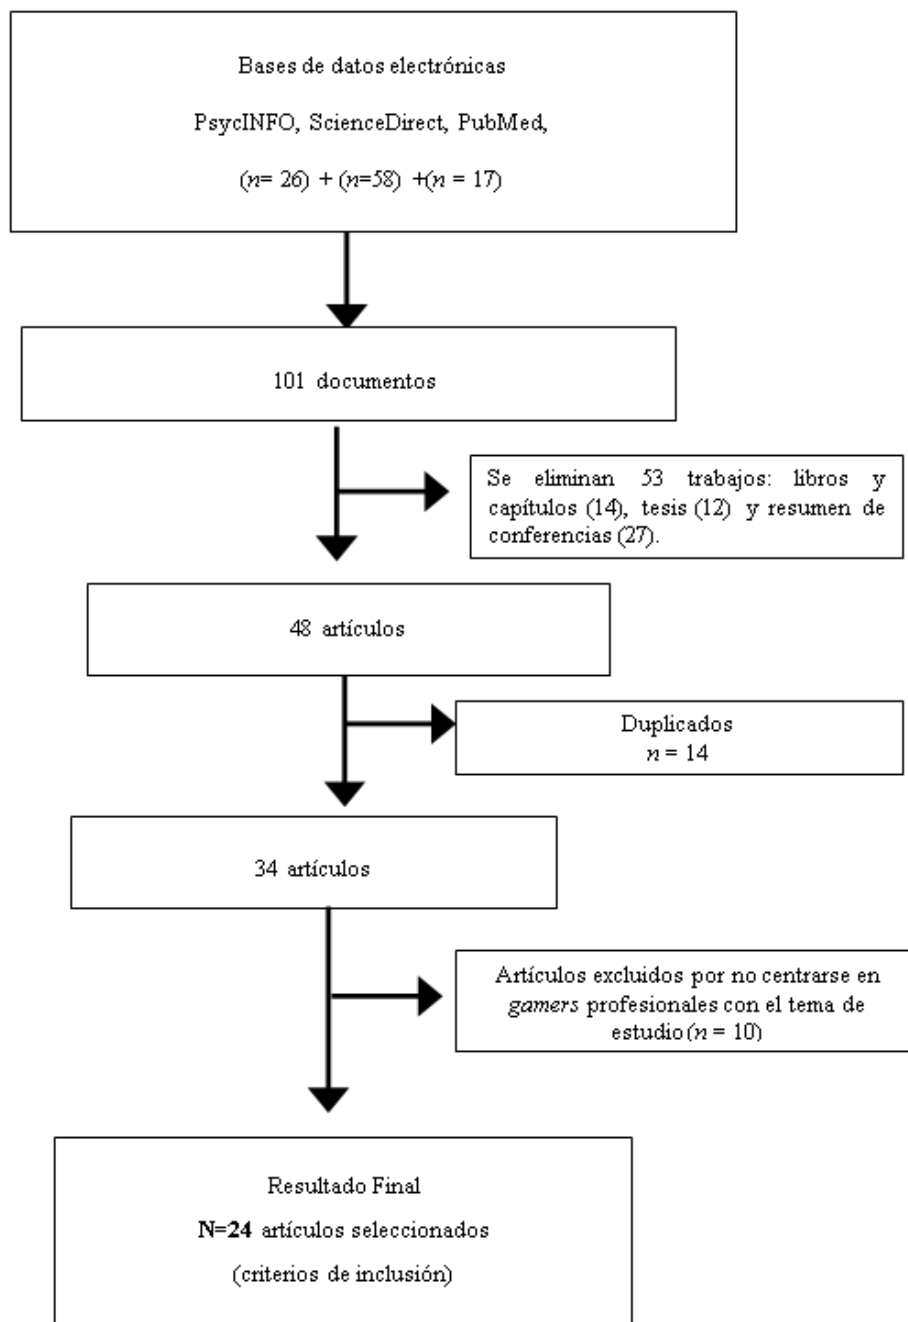 Bases de datos electrónicas
PsycINFO, ScienceDirect, PubMed,
(n= 26) + (n=58) +(n = 17)
101 documentos
Se eliminan 53 trabajos: libros y
capítulos (14), tesis (12) y resumen de
conferencias (27).
48 artículos
Duplicados
n = 14
34 artículos
Artículos excluidos por no centrarse en
gamers profesionales con el tema de
estudio (n = 10)
Resultado Final
N=24 artículos seleccionados
(criterios de inclusión)